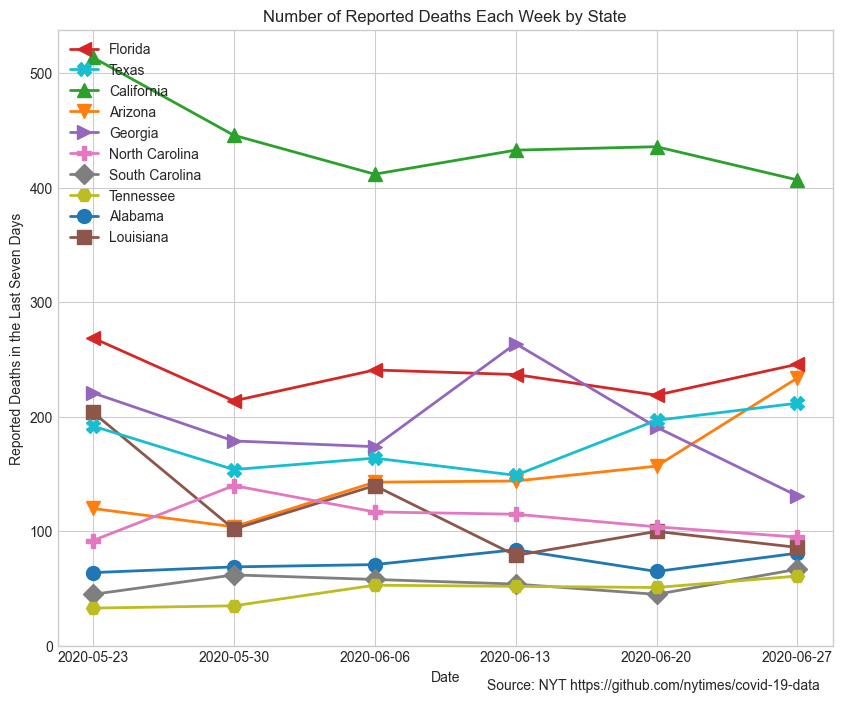 Number of Reported Deaths Each Week by State
Florida
Texas
California
Arizona
Georgia
North Carolina
South Carolina
Tennessee
Alabama
Louisiana
Reported Deaths in the Last Seven Days
500
400
300
200
100
0
2020-05-23 2020-05-30 2020-06-06 2020-06-13 2020-06-20 2020-06-27
Date
Source: NYT https://github.com/nytimes/covid-19-data